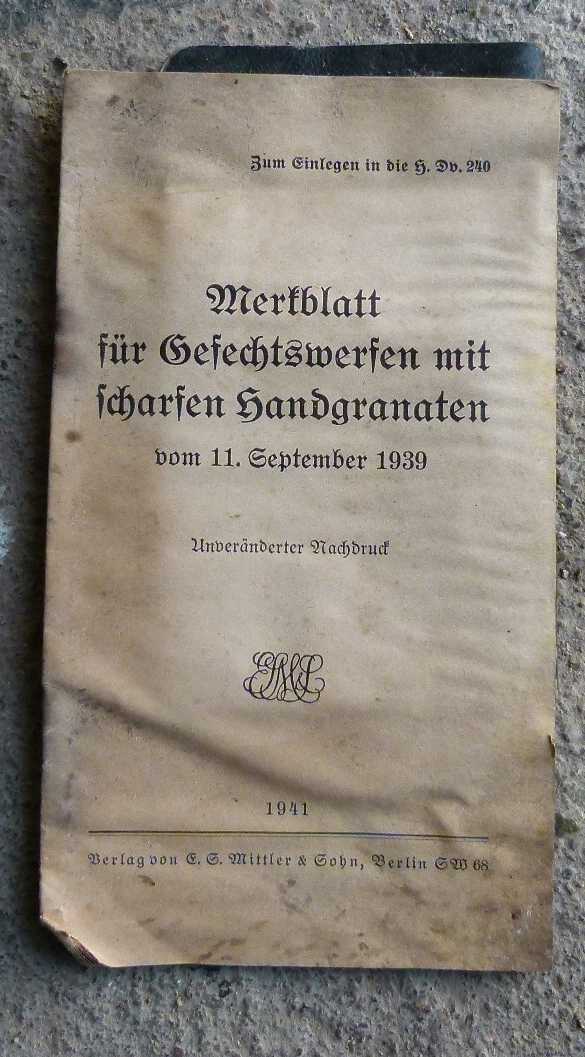 Zum Einlegen in die H. Dv. 240
Merkblatt
für Gefechtswerfen mit
scharfen Handgranaten
vom 11. September 1939
Unveränderter Nachdruck
1941
Verlag von E. S. Mittler & Sohn, Berlin SW 68